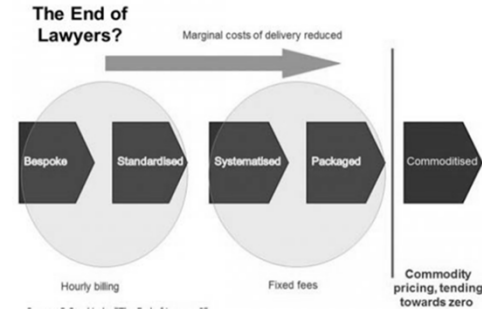 The End of
Lawyers?
Marginal costs of delivery reduced
Bespoke
Standardised
Systematised
Packaged
Commoditised
Hourly billing
Fixed fees
Commodity
pricing, tending
towards zero